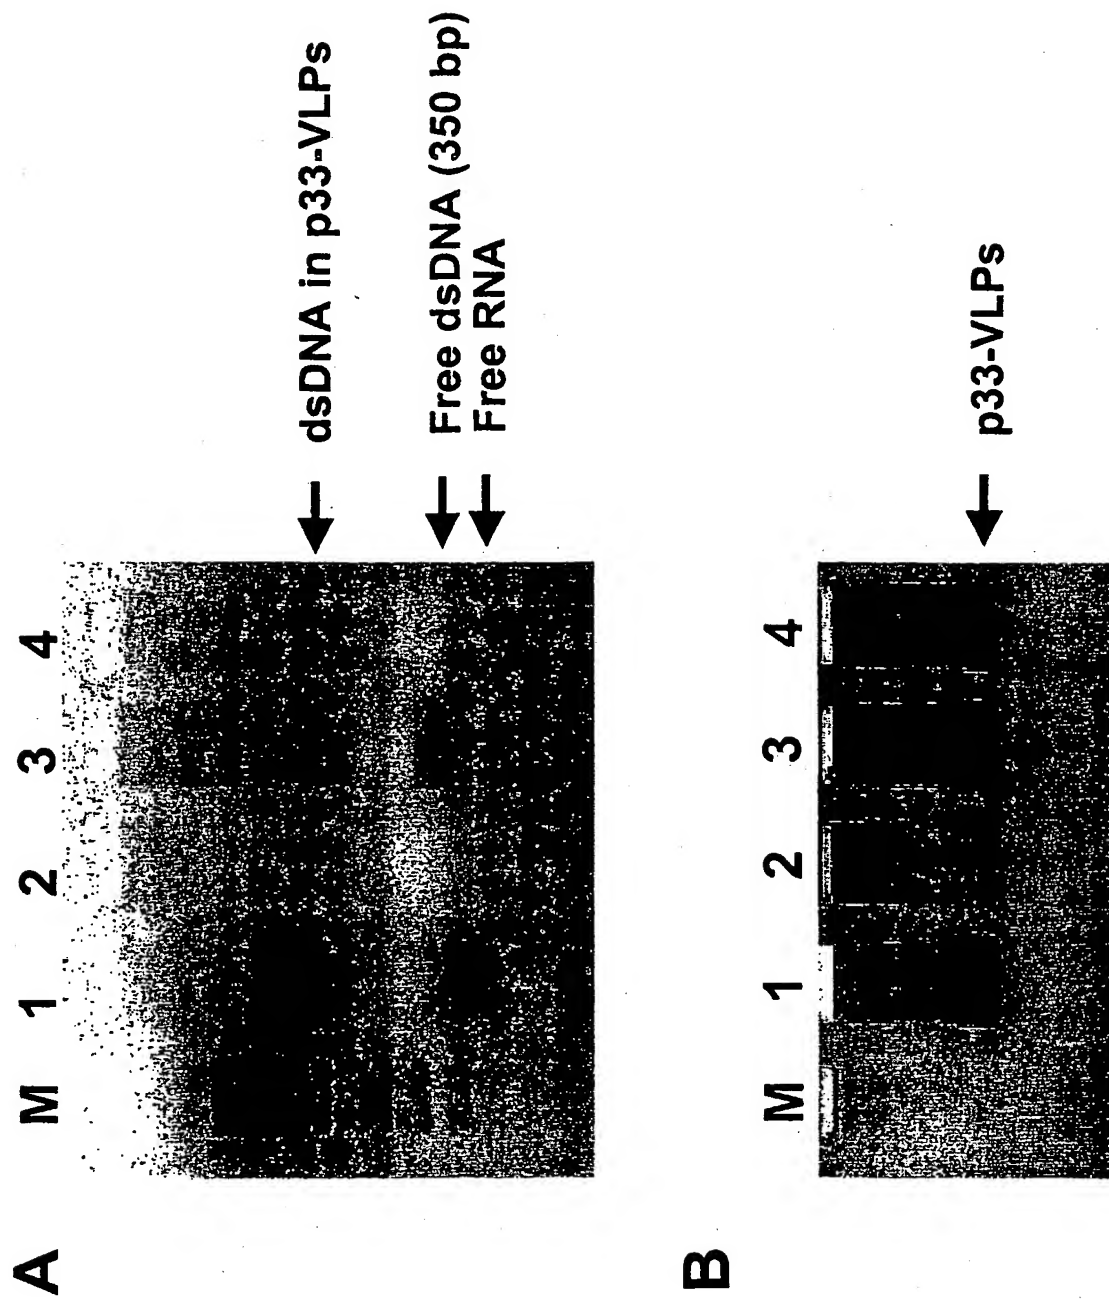 A
M 1 2 3 4
dsDNA in p33-VLPs
Free dsDNA (350 bp)
Free RNA
B
M 1 2 3 4
p33-VLPs